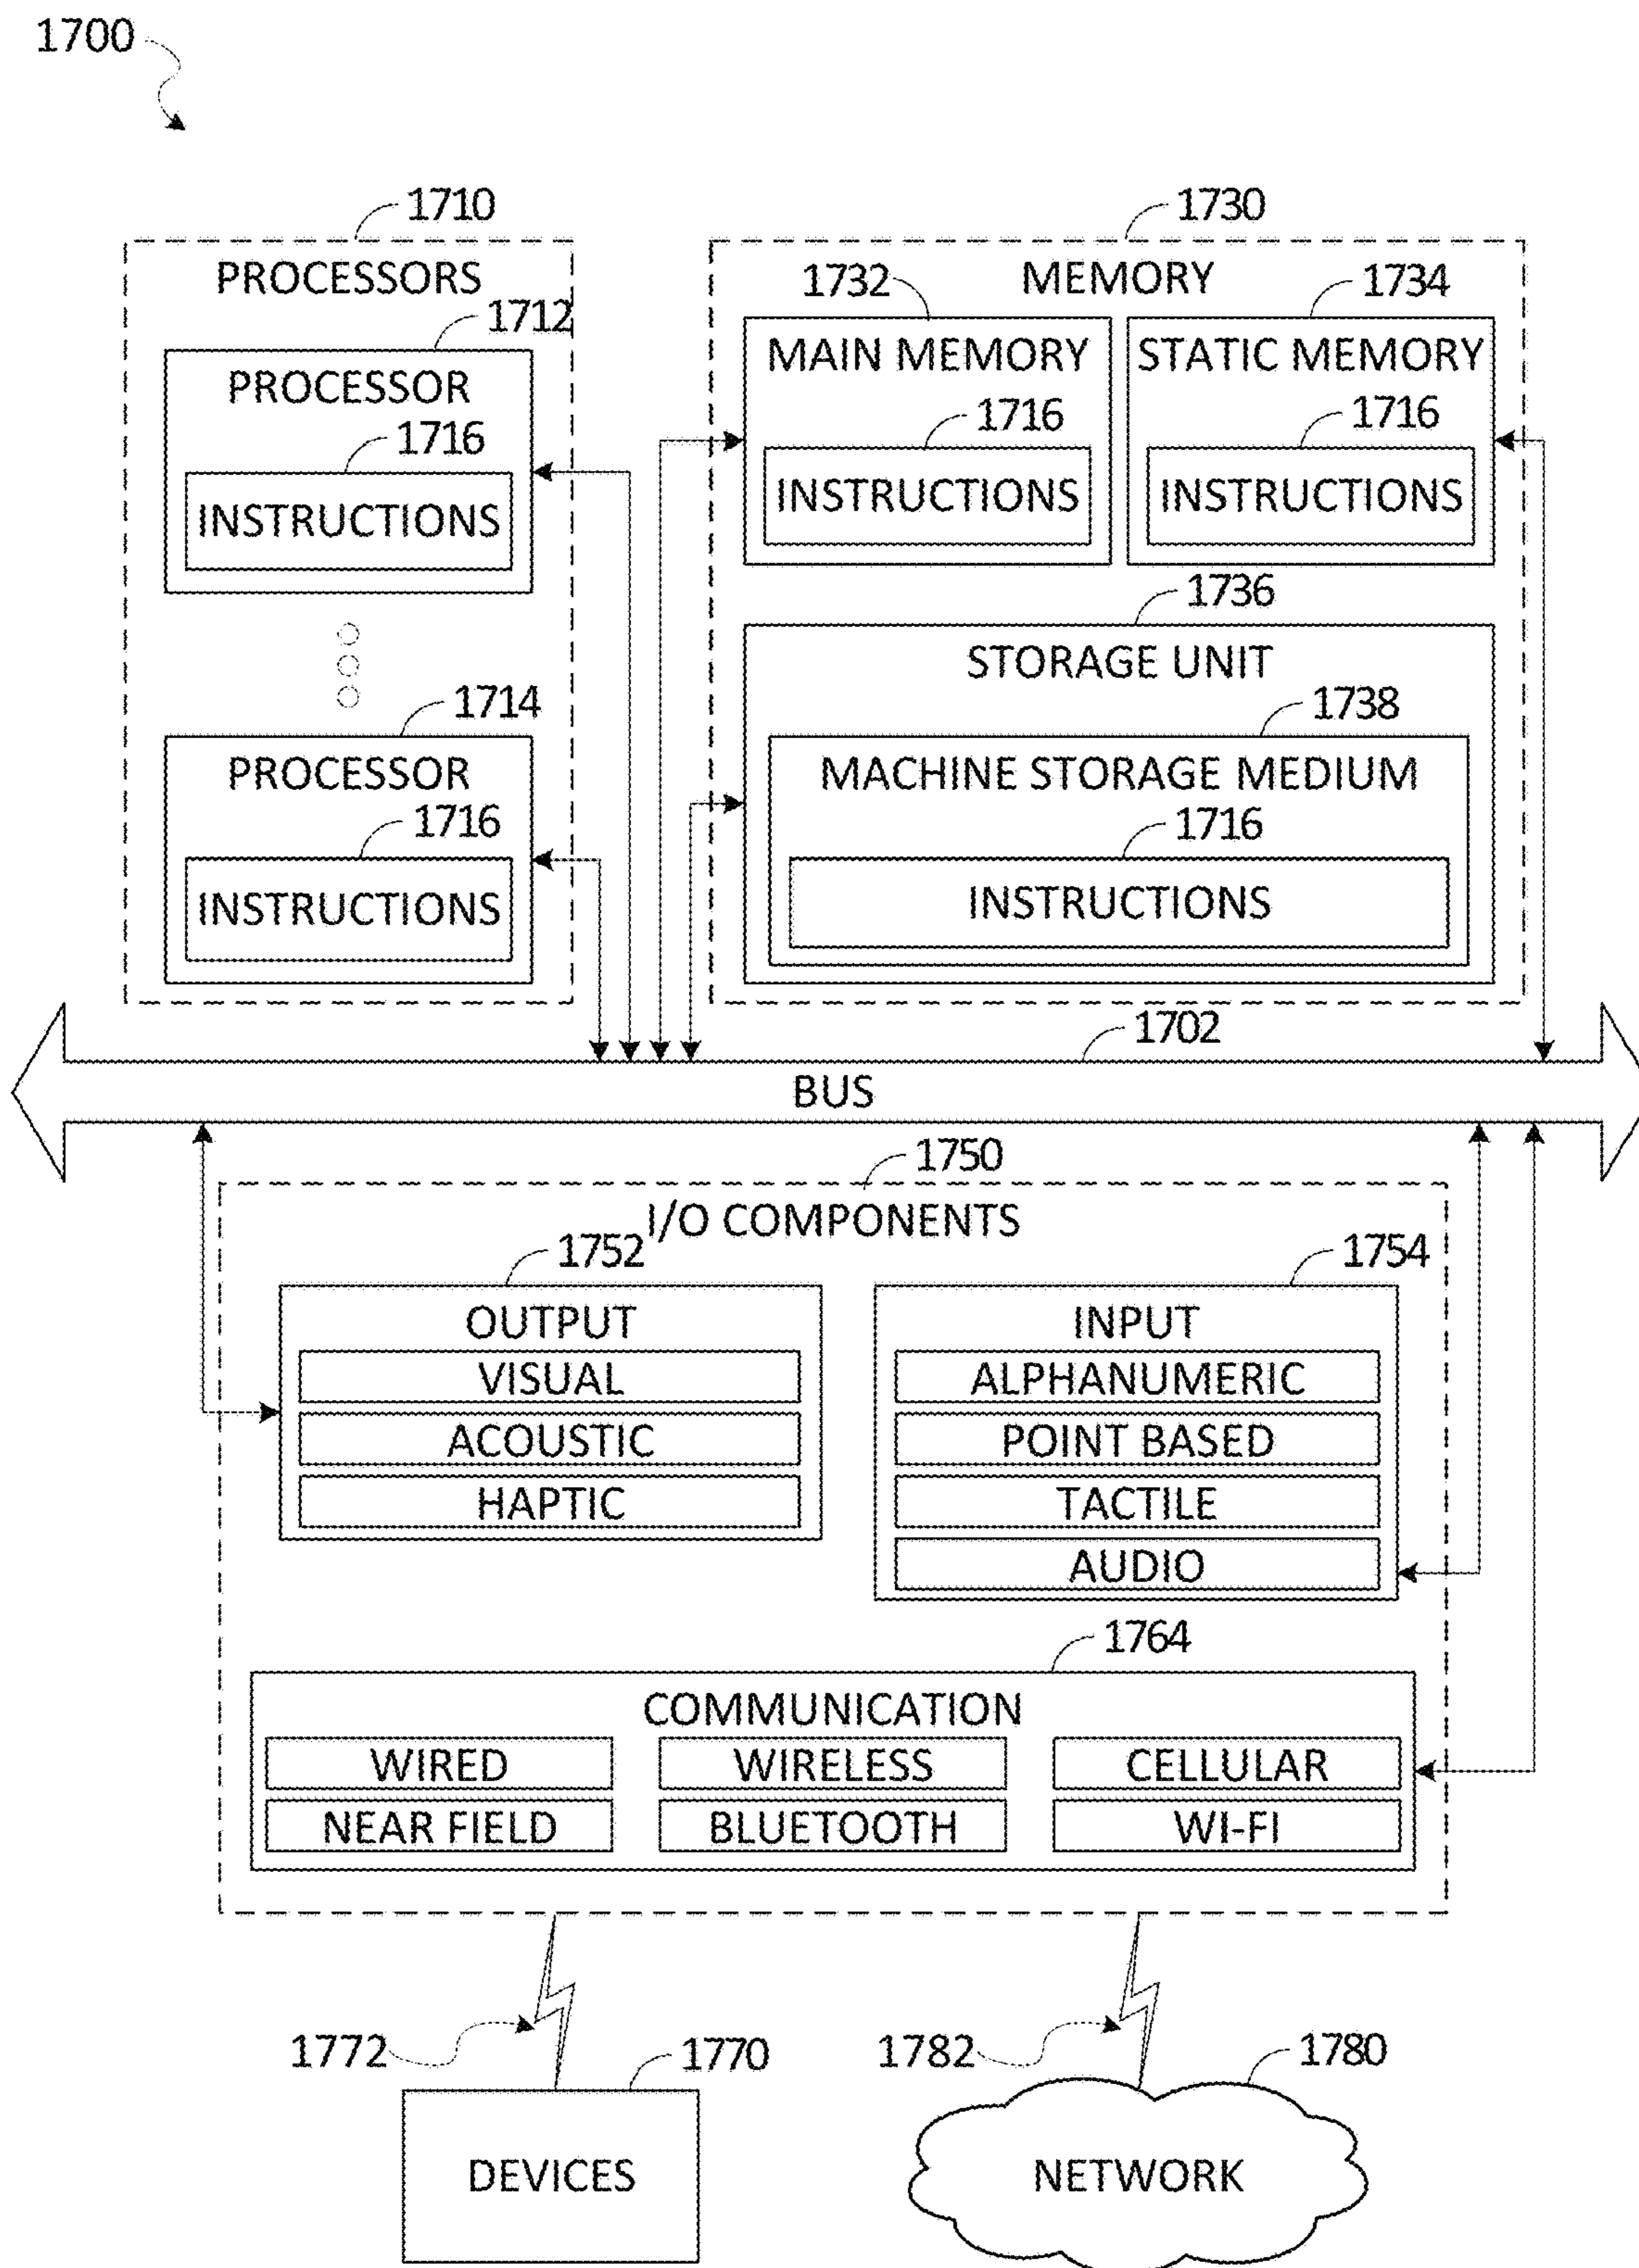 1700
1710
PROCESSORS
1712
PROCESSOR
1716
INSTRUCTIONS
1714
PROCESSOR
1716
INSTRUCTIONS
1730
MEMORY
1732
MAIN MEMORY
1716
INSTRUCTIONS
1734
STATIC MEMORY
1716
INSTRUCTIONS
1736
STORAGE UNIT
1738
MACHINE STORAGE MEDIUM
1716
INSTRUCTIONS
1702
BUS
1750
I/O COMPONENTS
1752
OUTPUT
VISUAL
ACOUSTIC
HAPTIC
1754
INPUT
ALPHANUMERIC
POINT BASED
TACTILE
AUDIO
1764
COMMUNICATION
WIRED
WIRELESS
CELLULAR
NEAR FIELD
BLUETOOTH
WI-FI
1772
1770
DEVICES
1782
1780
NETWORK